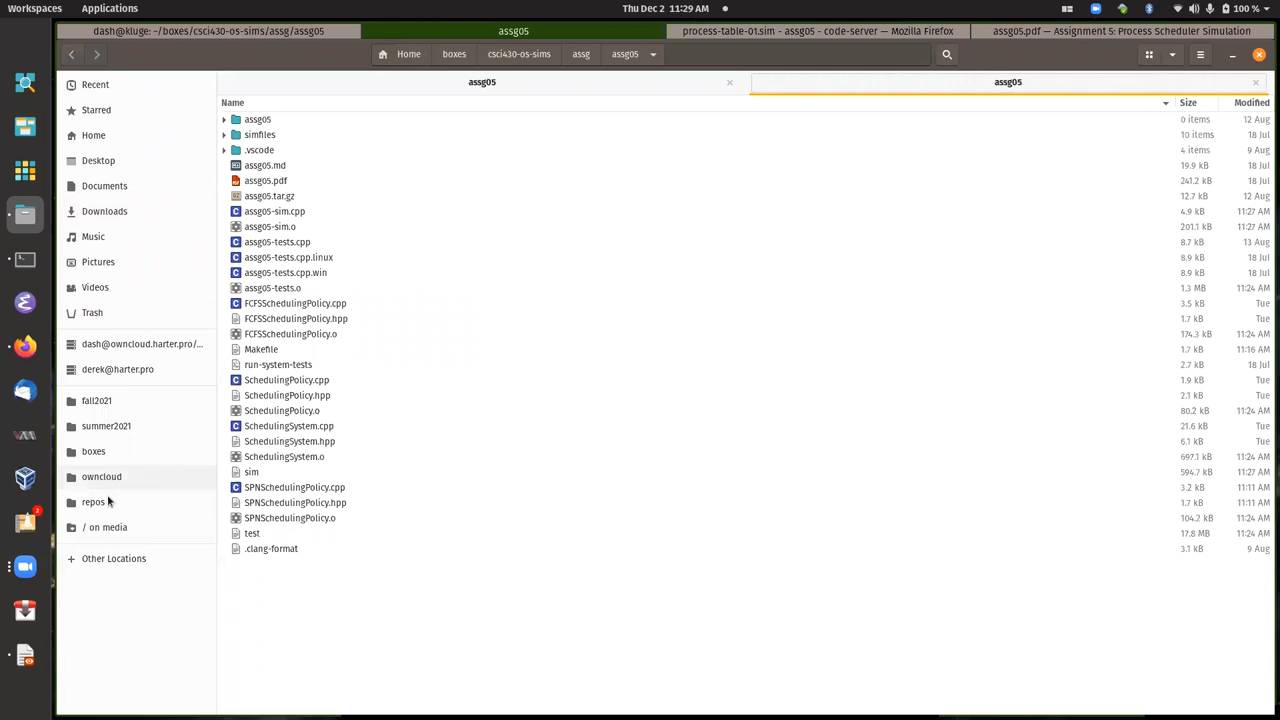 Workspaces Applications Thu Dec 2 11:29 AM 100 %
dash@kluge: ~/boxes/csci430-os-sims/assg/assg05 assg05 process-table-01.sim - assg05 - code-server — Mozilla Firefox assg05.pdf — Assignment 5: Process Scheduler Simulation
Home boxes csci430-os-sims assg assg05
assg05 assg05
Recent
Starred
Home
Desktop
Documents
Downloads
Music
Pictures
Videos
Trash
dash@owncloud.harter.pro/...
derek@harter.pro
fall2021
summer2021
boxes
owncloud
repos
/ on media
+ Other Locations
Name Size Modified
assg05 0 items 12 Aug
simfiles 10 items 18 Jul
.vscode 4 items 9 Aug
assg05.md 19.9 kB 18 Jul
assg05.pdf 241.2 kB 18 Jul
assg05.tar.gz 12.7 kB 12 Aug
assg05-sim.cpp 4.9 kB 11:27 AM
assg05-sim.o 201.1 kB 11:27 AM
assg05-tests.cpp 8.7 kB 13 Aug
assg05-tests.cpp.linux 8.9 kB 18 Jul
assg05-tests.cpp.win 8.9 kB 18 Jul
assg05-tests.o 1.3 MB 11:24 AM
FCFSSchedulingPolicy.cpp 3.5 kB Tue
FCFSSchedulingPolicy.hpp 1.7 kB Tue
FCFSSchedulingPolicy.o 174.3 kB 11:24 AM
Makefile 1.7 kB 11:16 AM
run-system-tests 2.7 kB 18 Jul
SchedulingPolicy.cpp 1.9 kB Tue
SchedulingPolicy.hpp 2.1 kB Tue
SchedulingPolicy.o 80.2 kB 11:24 AM
SchedulingSystem.cpp 21.6 kB Tue
SchedulingSystem.hpp 6.1 kB Tue
SchedulingSystem.o 697.1 kB 11:24 AM
sim 594.7 kB 11:27 AM
SPNSchedulingPolicy.cpp 3.2 kB 11:11 AM
SPNSchedulingPolicy.hpp 1.7 kB 11:11 AM
SPNSchedulingPolicy.o 104.2 kB 11:24 AM
test 17.8 MB 11:24 AM
.clang-format 3.1 kB 9 Aug